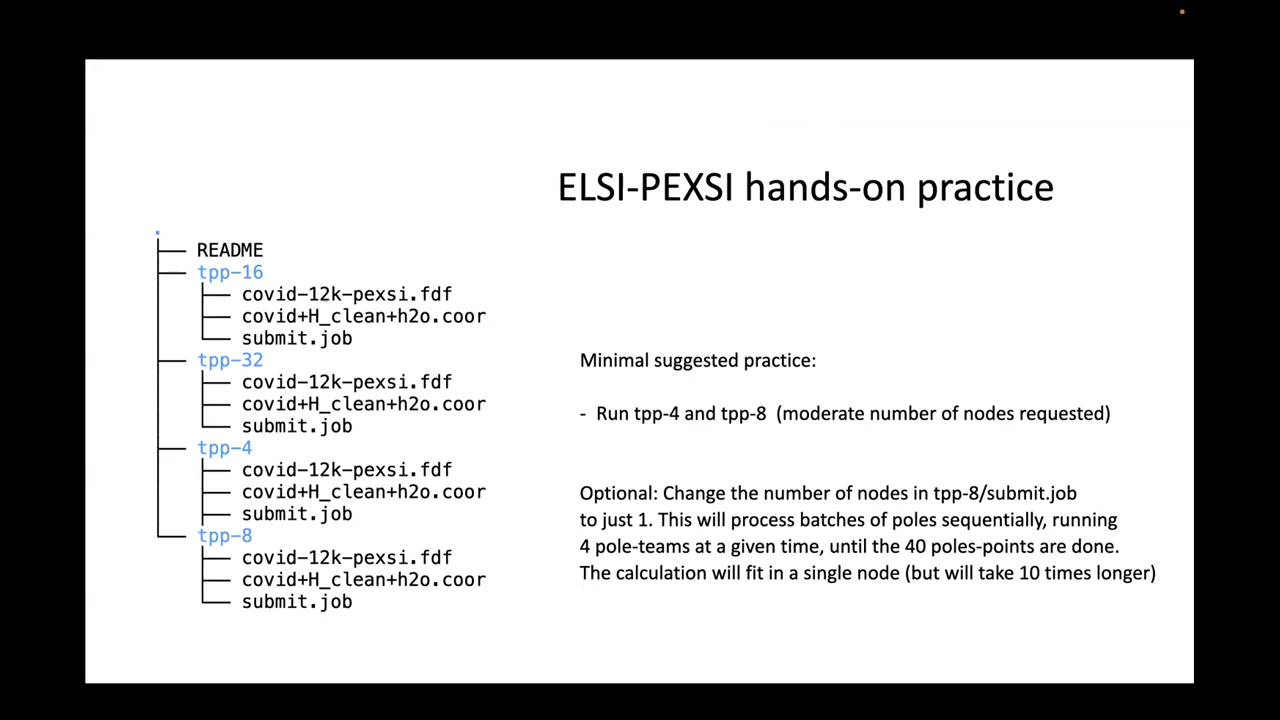 ELSI-PEXSI hands-on practice
.
├── README
├── tpp-16
│   ├── covid-12k-pexsi.fdf
│   ├── covid+H_clean+h2o.coor
│   └── submit.job
├── tpp-32
│   ├── covid-12k-pexsi.fdf
│   ├── covid+H_clean+h2o.coor
│   └── submit.job
├── tpp-4
│   ├── covid-12k-pexsi.fdf
│   ├── covid+H_clean+h2o.coor
│   └── submit.job
└── tpp-8
    ├── covid-12k-pexsi.fdf
    ├── covid+H_clean+h2o.coor
    └── submit.job
Minimal suggested practice:
- Run tpp-4 and tpp-8 (moderate number of nodes requested)
Optional: Change the number of nodes in tpp-8/submit.job
to just 1. This will process batches of poles sequentially, running
4 pole-teams at a given time, until the 40 poles-points are done.
The calculation will fit in a single node (but will take 10 times longer)